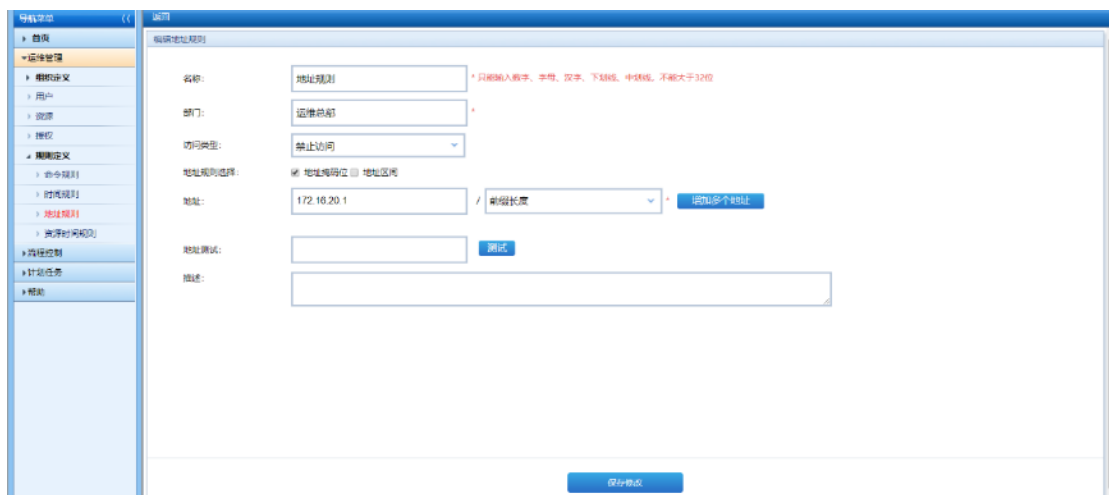 导航菜单
返回
首页
编辑地址规则
运维管理
组织定义
用户
资源
授权
规则定义
命令规则
时间规则
地址规则
资源时间规则
流程控制
计划任务
帮助
名称: 地址规则 * 只能输入数字、字母、汉字、下划线、中划线，不能大于32位
部门: 运维总部 *
访问类型: 禁止访问
地址规则选择: 地址掩码位 地址区间
地址: 172.16.20.1 / 前缀长度 * 增加多个地址
地址测试: 测试
描述:
保存修改